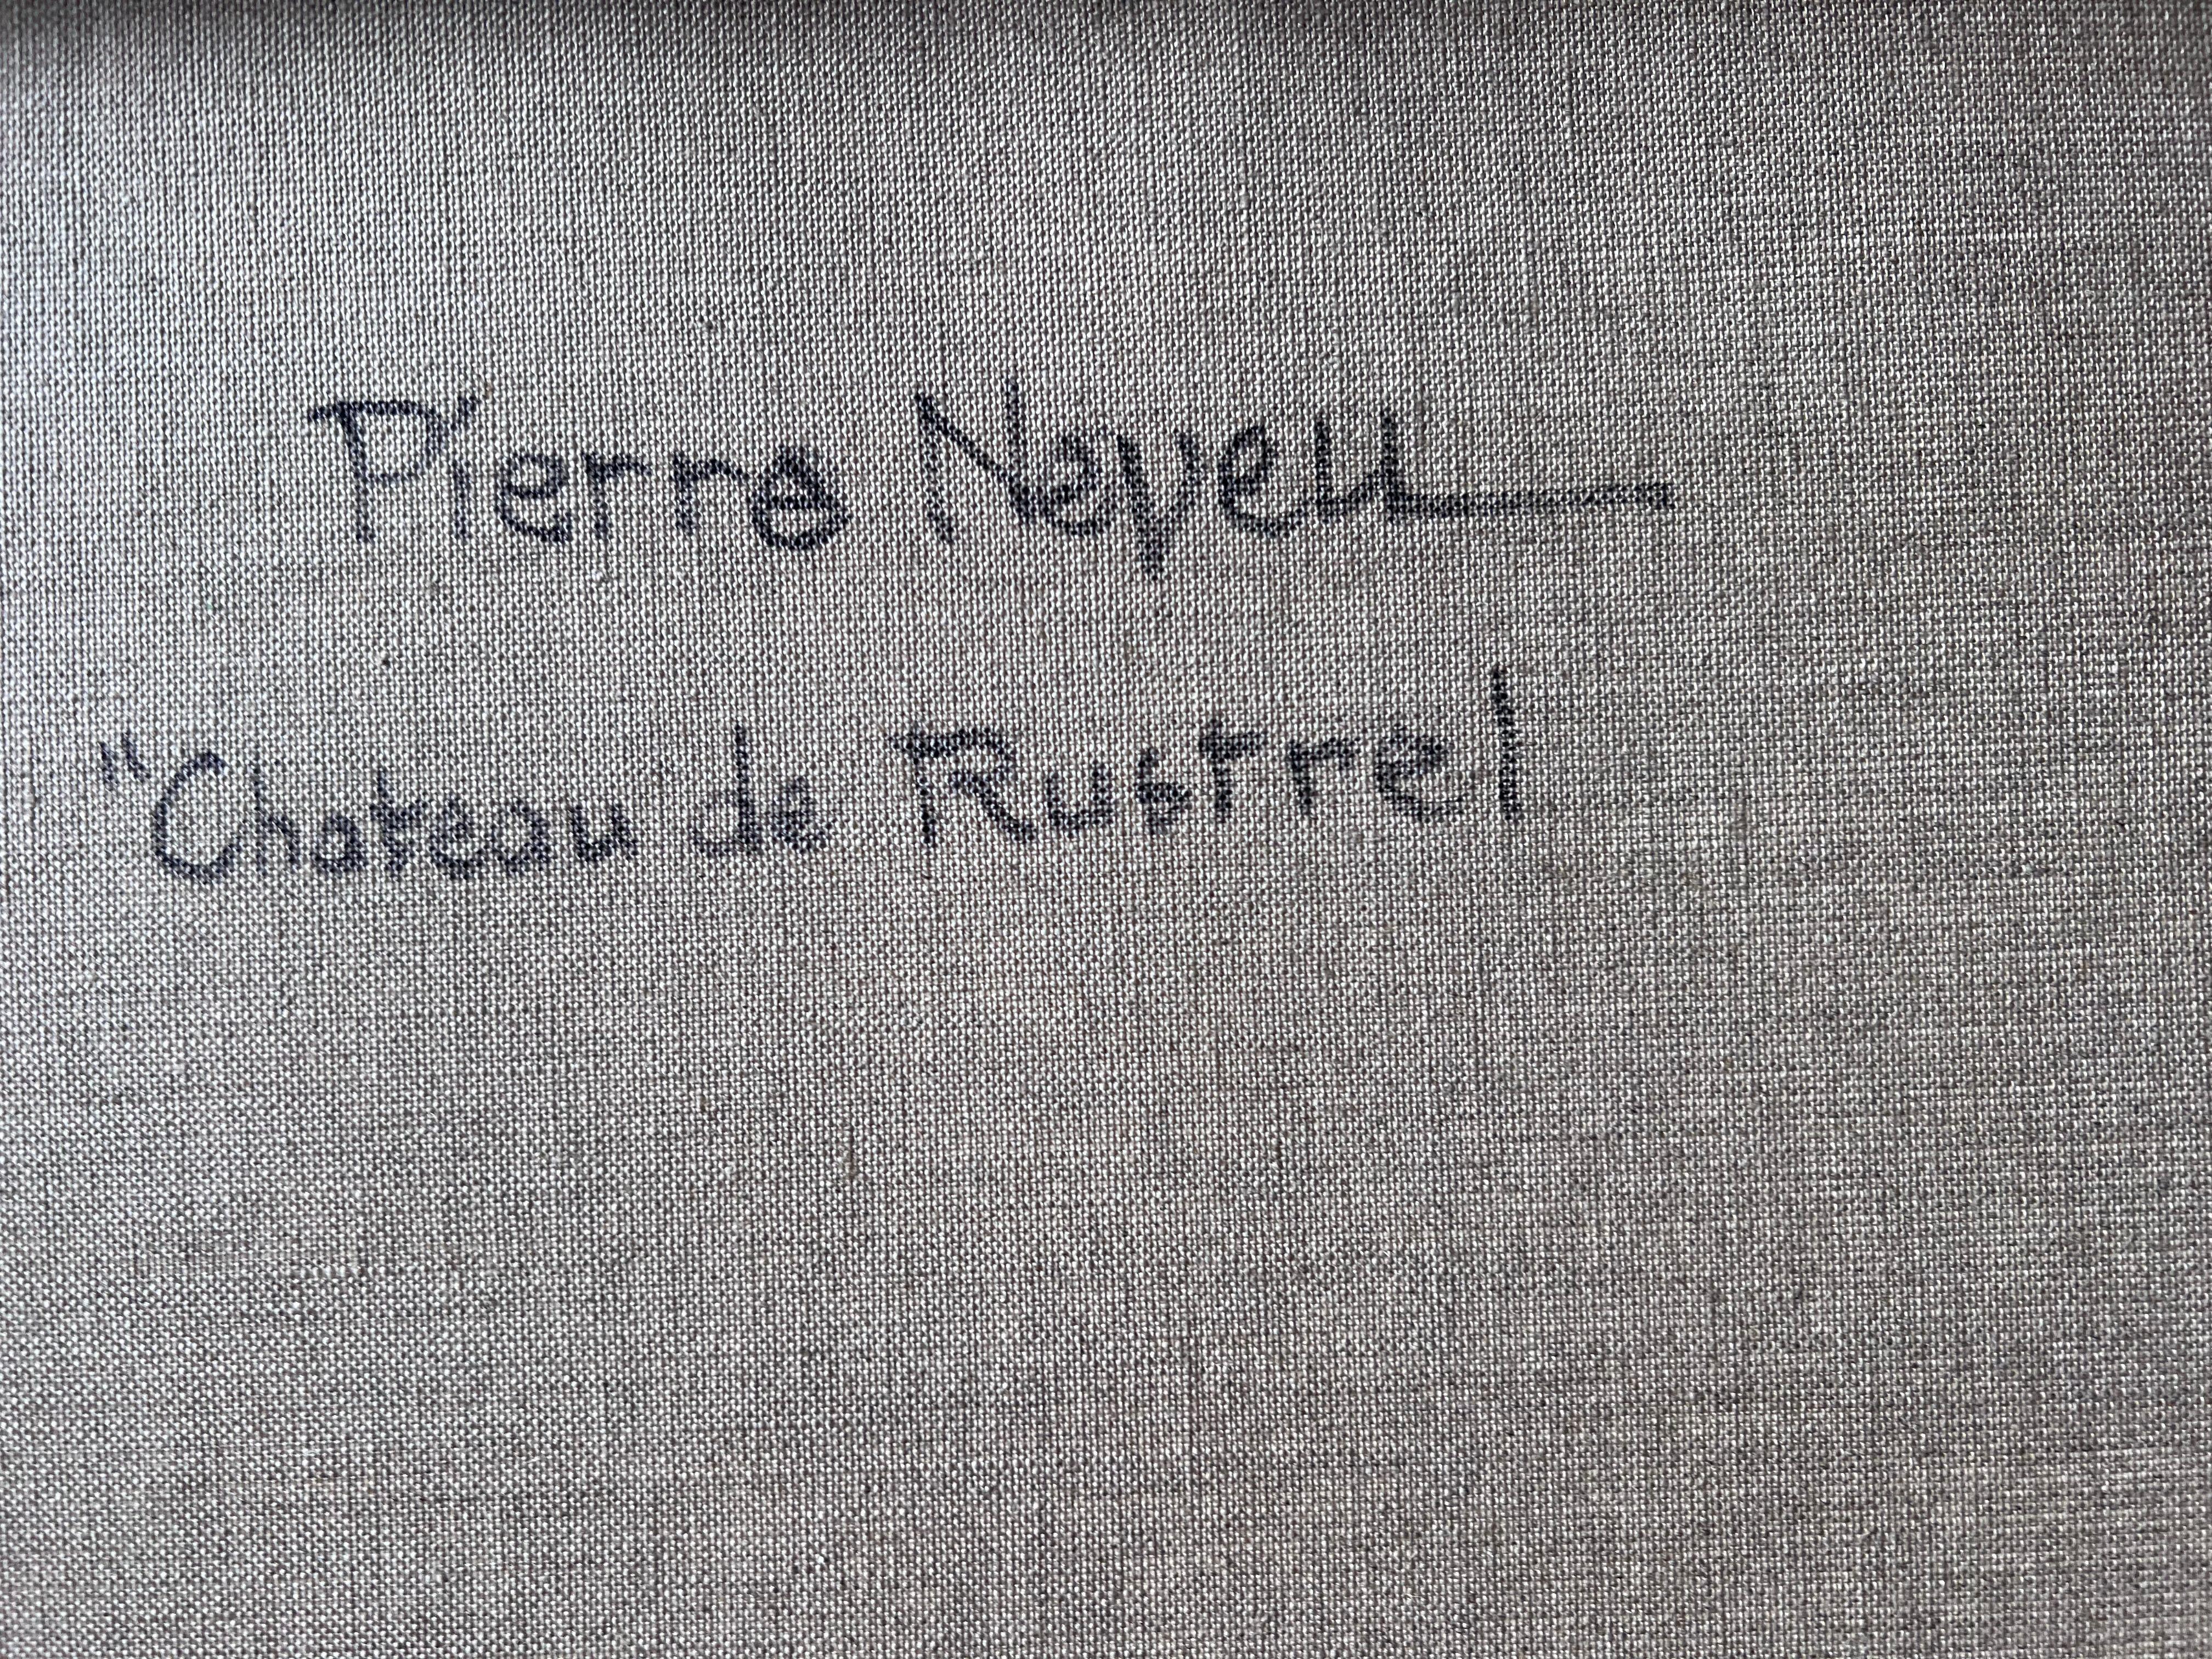 Pierre Neveu
"Chateau de Rustrel